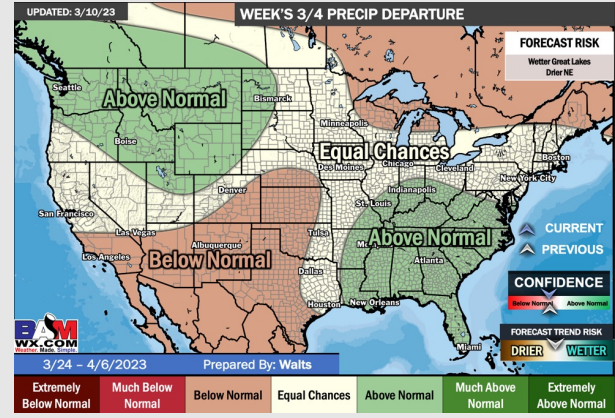 UPDATED: 3/10/23
WEEK'S 3/4 PRECIP DEPARTURE
FORECAST RISK
Wetter Great Lakes
Drier NE
Seattle
Above Normal
Bismarck
Minneapolis
Boise
Equal Chances
Boston
Des Moines
Chicago
Cleveland
New York City
Denver
Indianapolis
St. Louis
San Francisco
Las Vegas
Tulsa
Above Normal
CURRENT
Albuquerque
Los Angeles
Below Normal
Atlanta
PREVIOUS
Dallas
CONFIDENCE
Houston
New Orleans
Below Normal
Above Normal
BAM
WX.COM
Weather. Made. Simple.
FORECAST TREND RISK
Miami
DRIER
WETTER
3/24 – 4/6/2023
Prepared By: Walts
Extremely
Below Normal
Much Below
Normal
Below Normal
Equal Chances
Above Normal
Much Above
Normal
Extremely
Above Normal